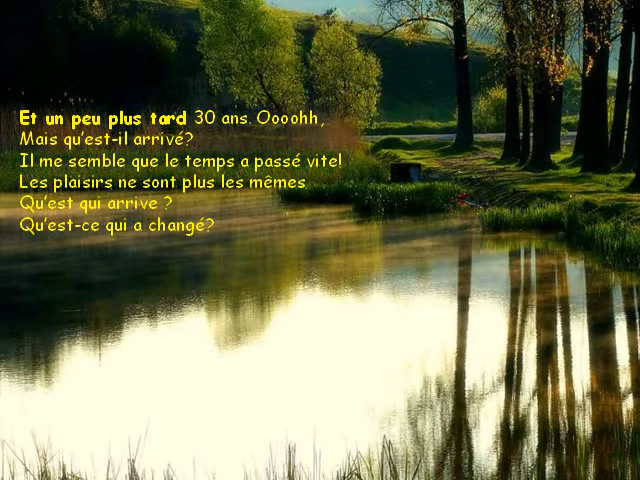 Et un peu plus tard 30 ans. Oooohh,
Mais qu'est-il arrivé?
Il me semble que le temps a passé vite!
Les plaisirs ne sont plus les mêmes
Qu'est qui arrive ?
Qu'est-ce qui a changé?